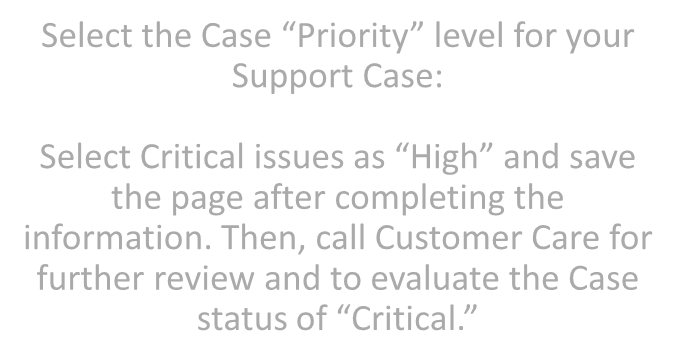 Select the Case “Priority” level for your
Support Case:
Select Critical issues as “High” and save
the page after completing the
information. Then, call Customer Care for
further review and to evaluate the Case
status of “Critical.”